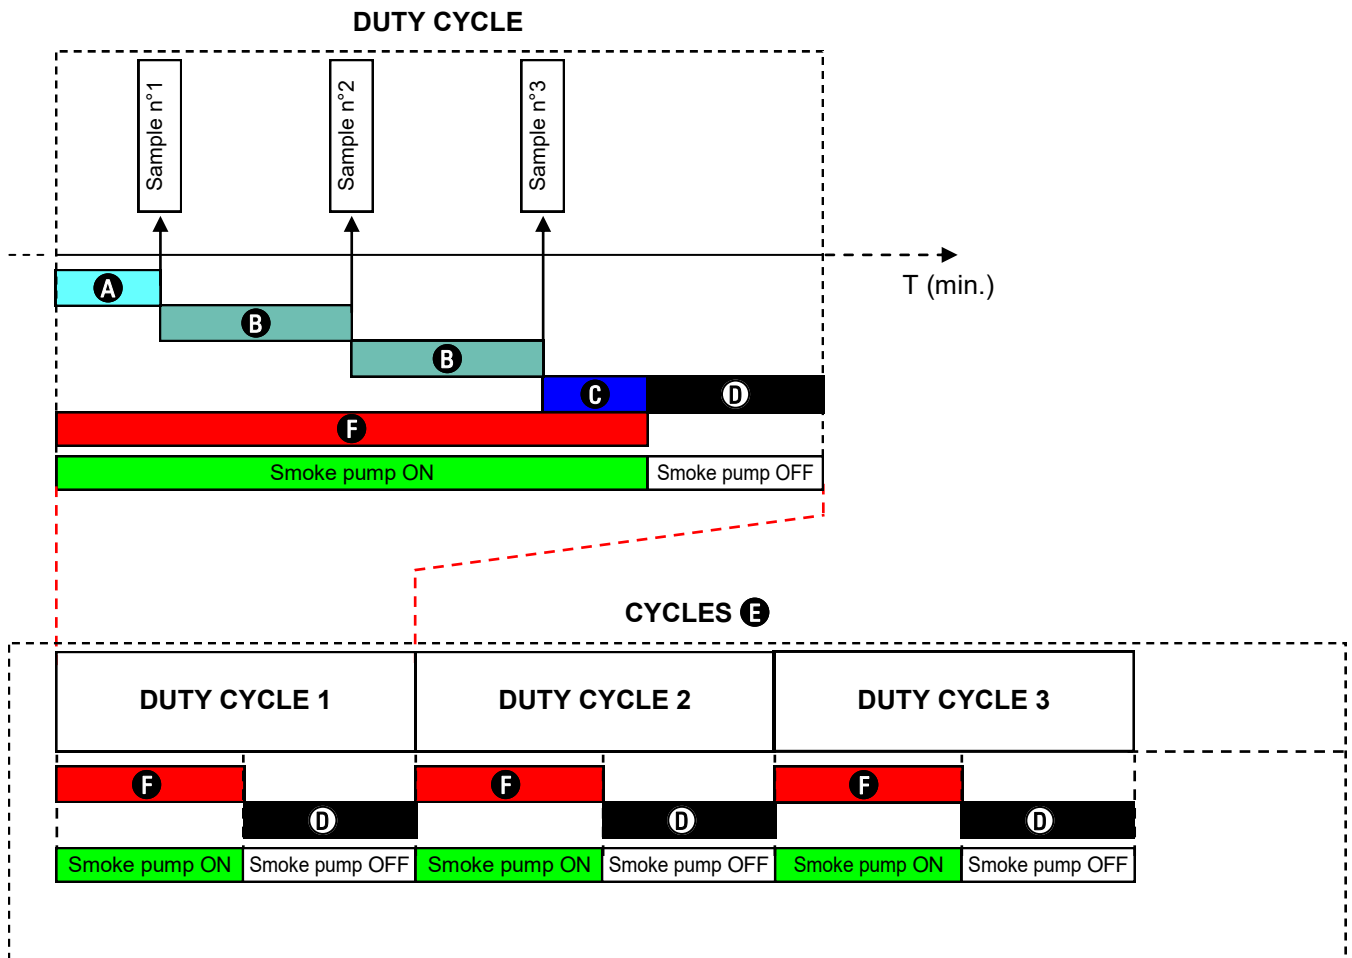 DUTY CYCLE
Sample n°1
Sample n°2
Sample n°3
T (min.)
A
B
B
C
D
F
Smoke pump ON
Smoke pump OFF
CYCLES E
DUTY CYCLE 1
DUTY CYCLE 2
DUTY CYCLE 3
F
F
F
D
D
D
Smoke pump ON
Smoke pump OFF
Smoke pump ON
Smoke pump OFF
Smoke pump ON
Smoke pump OFF